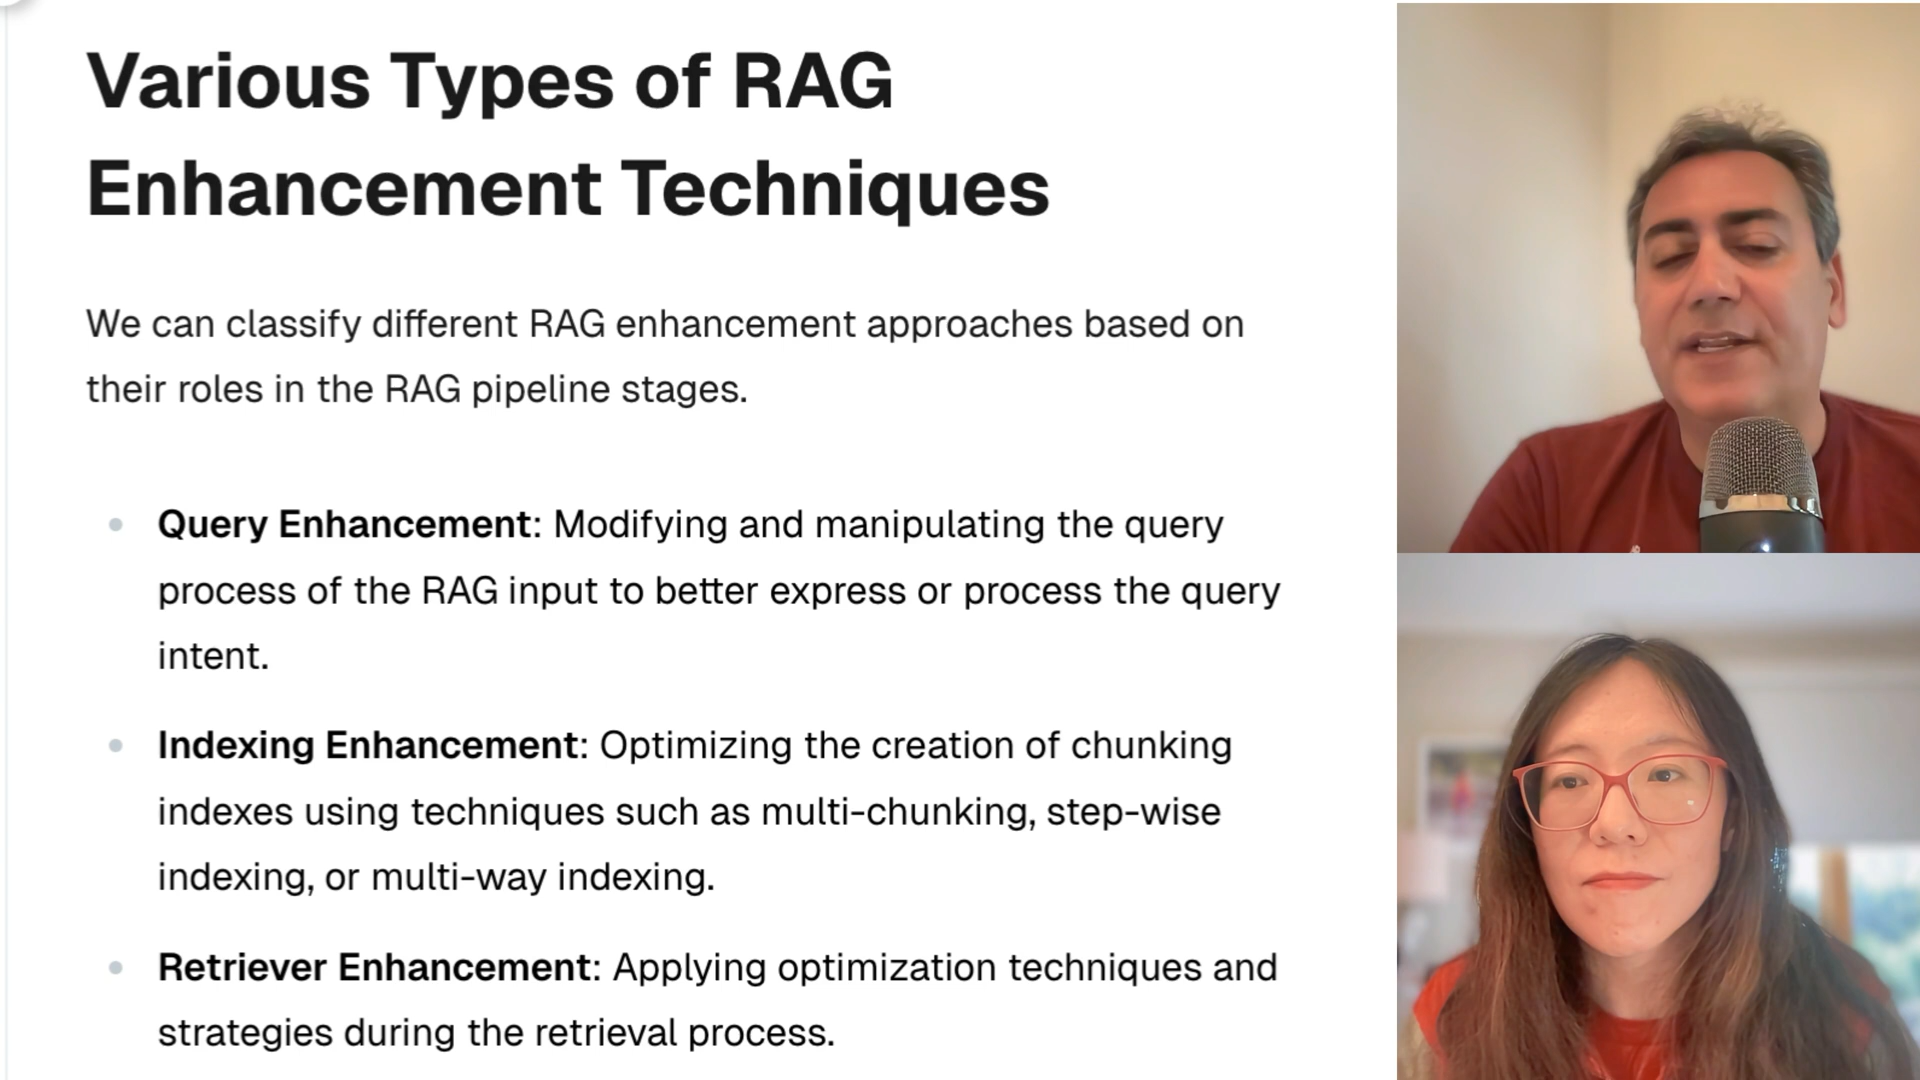 Various Types of RAG
Enhancement Techniques
We can classify different RAG enhancement approaches based on
their roles in the RAG pipeline stages.
Query Enhancement: Modifying and manipulating the query
process of the RAG input to better express or process the query
intent.
Indexing Enhancement: Optimizing the creation of chunking
indexes using techniques such as multi-chunking, step-wise
indexing, or multi-way indexing.
Retriever Enhancement: Applying optimization techniques and
strategies during the retrieval process.